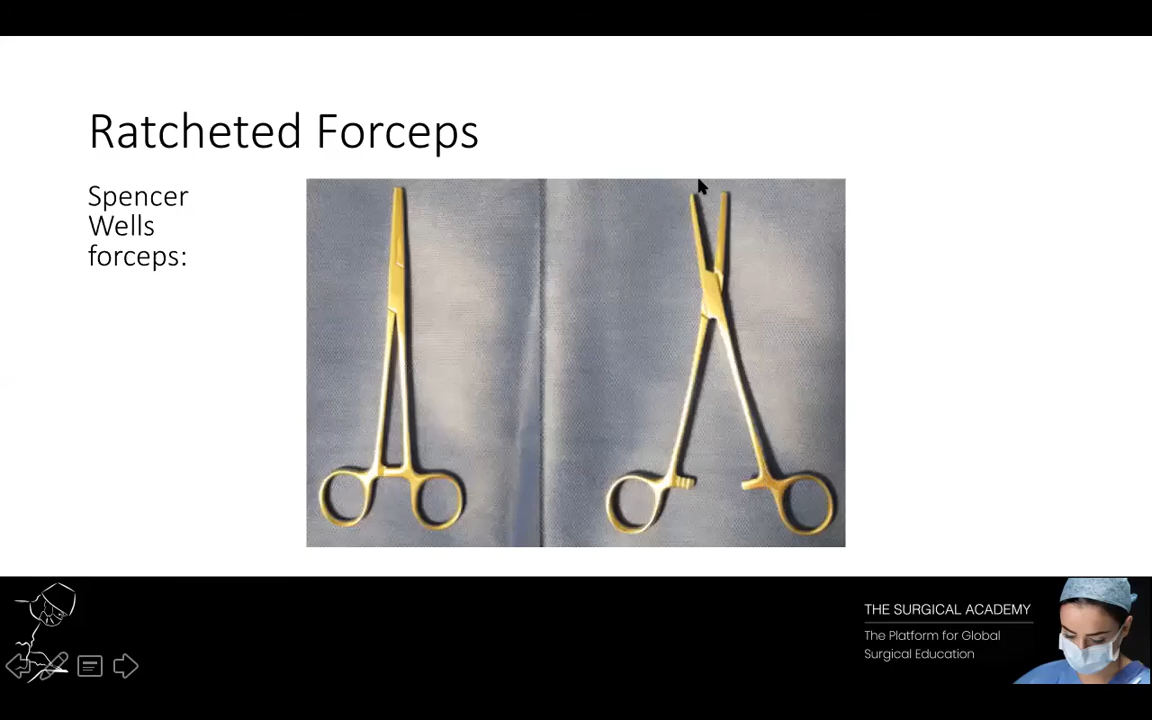 Ratcheted Forceps
Spencer
Wells
forceps:
THE SURGICAL ACADEMY
The Platform for Global
Surgical Education